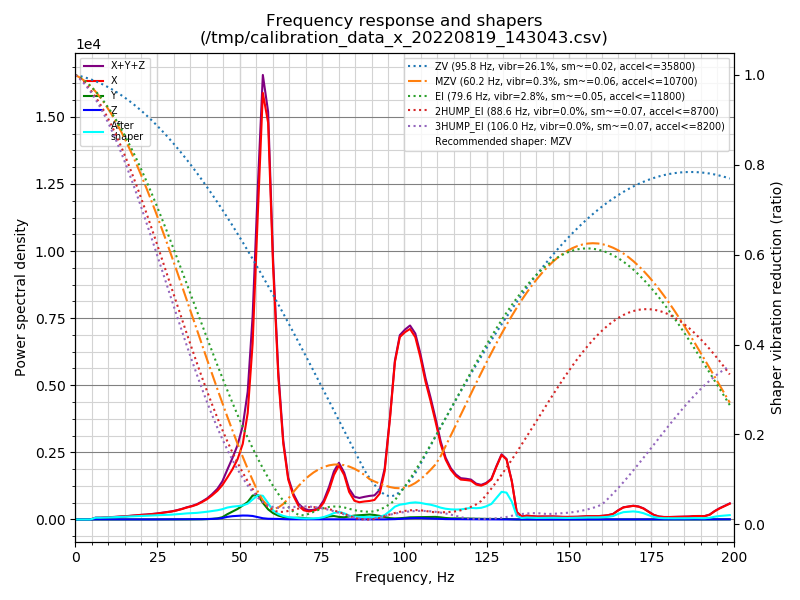 Frequency response and shapers
(/tmp/calibration_data_x_20220819_143043.csv)
1e4
X+Y+Z
X
Y
Z
After
shaper
ZV (95.8 Hz, vibr=26.1%, sm~=0.02, accel<=35800)
MZV (60.2 Hz, vibr=0.3%, sm~=0.06, accel<=10700)
EI (79.6 Hz, vibr=2.8%, sm~=0.05, accel<=11800)
2HUMP_EI (88.6 Hz, vibr=0.0%, sm~=0.07, accel<=8700)
3HUMP_EI (106.0 Hz, vibr=0.0%, sm~=0.07, accel<=8200)
Recommended shaper: MZV
Power spectral density
1.50
1.25
1.00
0.75
0.50
0.25
0.00
1.0
0.8
0.6
0.4
0.2
0.0
Shaper vibration reduction (ratio)
0 25 50 75 100 125 150 175 200
Frequency, Hz